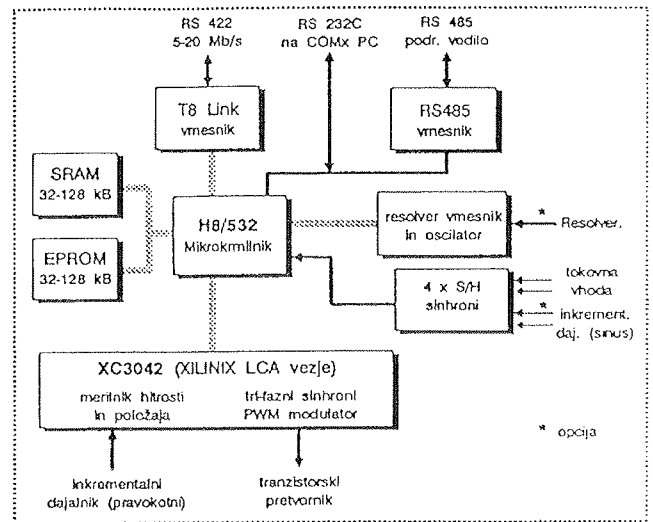 RS 422
5-20 Mb/s
RS 232C
na COMx PC
RS 485
podr. vodilo
T8 Link
vmesnik
RS485
vmesnik
SRAM
32-128 kB
EPROM
32-128 kB
H8/532
Mikrokrmilnik
resolver vmesnik
in oscilator
* Resolver.
4 x S/H
sinhroni
tokovna
vhoda
* inkrement.
daj. (sinus)
XC3042 (XILINIX LCA vezje)
merilnik hitrosti
in položaja
tri-fazni sinhroni
PWM modulator
* opcija
Inkrementalni
dajalnik (pravokotni)
tranzistorski
pretvornik